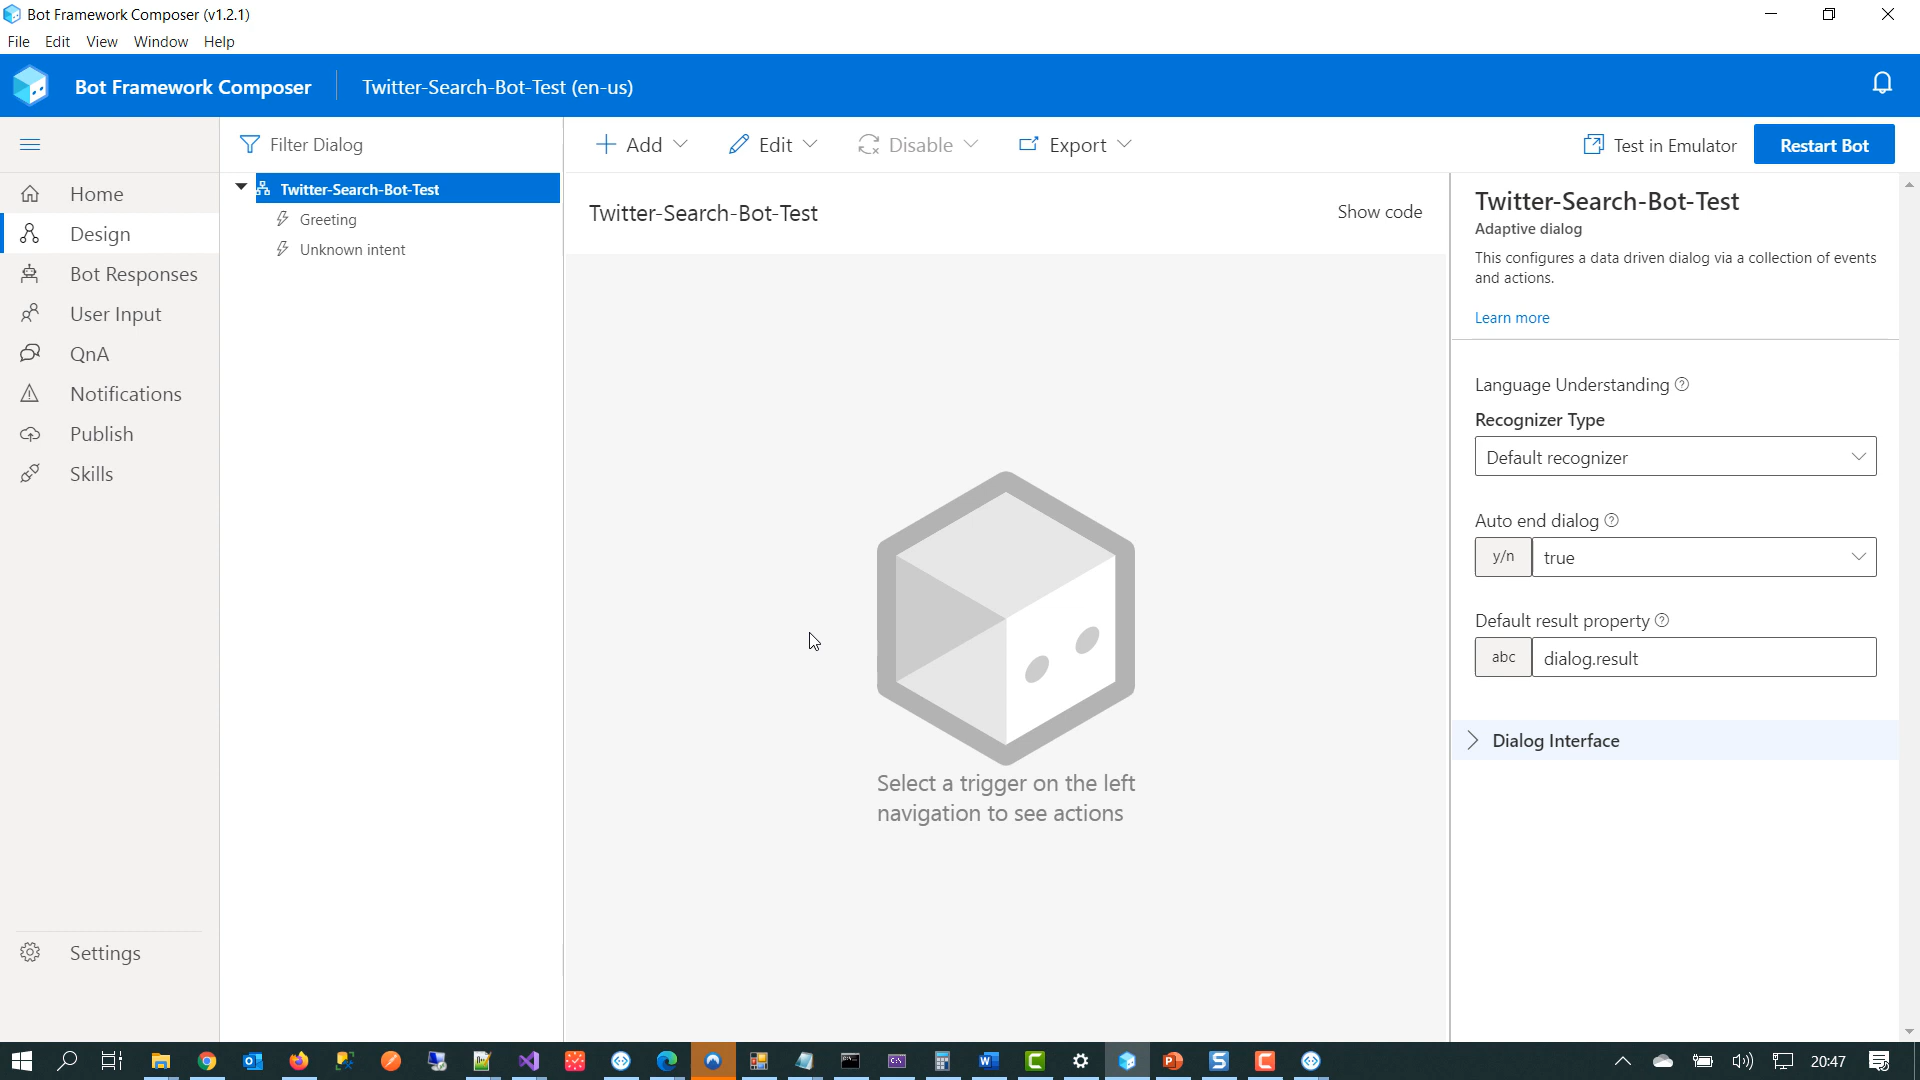 Bot Framework Composer (v1.2.1)
File Edit View Window Help
Bot Framework Composer Twitter-Search-Bot-Test (en-us)
Filter Dialog
Add Edit Disable Export Test in Emulator Restart Bot
Home
Design
Bot Responses
User Input
QnA
Notifications
Publish
Skills
Settings
Twitter-Search-Bot-Test
Greeting
Unknown intent
Twitter-Search-Bot-Test Show code
Select a trigger on the left
navigation to see actions
Twitter-Search-Bot-Test
Adaptive dialog
This configures a data driven dialog via a collection of events
and actions.
Learn more
Language Understanding
Recognizer Type
Default recognizer
Auto end dialog
y/n true
Default result property
abc dialog.result
Dialog Interface
20:47